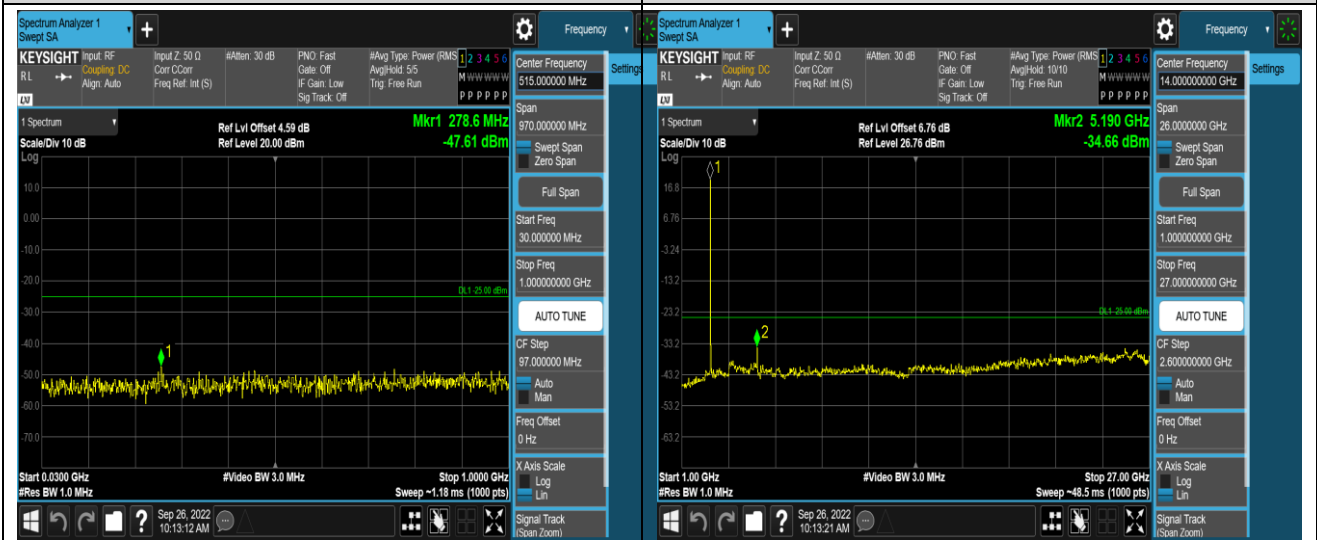 Spectrum Analyzer 1
Swept SA
+
Frequency
KEYSIGHT
R L
LXI
Input: RF
Coupling: DC
Align: Auto
Input Z: 50 Ω
Corr CCorr
Freq Ref: Int (S)
#Atten: 30 dB
PNO: Fast
Gate: Off
IF Gain: Low
Sig Track: Off
#Avg Type: Power (RMS
Avg|Hold: 5/5
Trig: Free Run
1 2 3 4 5 6
M W W W W W
P P P P P P
Center Frequency
515.000000 MHz
Settings
1 Spectrum
Scale/Div 10 dB
Log
Ref Lvl Offset 4.59 dB
Ref Level 20.00 dBm
Mkr1 278.6 MHz
-47.61 dBm
Span
970.000000 MHz
Swept Span
Zero Span
Full Span
Start Freq
30.000000 MHz
Stop Freq
1.000000000 GHz
AUTO TUNE
CF Step
97.000000 MHz
Auto
Man
Freq Offset
0 Hz
X Axis Scale
Log
Lin
Signal Track
(Span Zoom)
10.0
0.00
-10.0
-20.0
-30.0
-40.0
-50.0
-60.0
-70.0
DL1 -25.00 dBm
1
Start 0.0300 GHz
#Res BW 1.0 MHz
#Video BW 3.0 MHz
Stop 1.0000 GHz
Sweep ~1.18 ms (1000 pts)
?
Sep 26, 2022
10:13:12 AM
Spectrum Analyzer 1
Swept SA
+
Frequency
KEYSIGHT
R L
LXI
Input: RF
Coupling: DC
Align: Auto
Input Z: 50 Ω
Corr CCorr
Freq Ref: Int (S)
#Atten: 30 dB
PNO: Fast
Gate: Off
IF Gain: Low
Sig Track: Off
#Avg Type: Power (RMS
Avg|Hold: 10/10
Trig: Free Run
1 2 3 4 5 6
M W W W W W
P P P P P P
Center Frequency
14.000000000 GHz
Settings
1 Spectrum
Scale/Div 10 dB
Log
Ref Lvl Offset 6.76 dB
Ref Level 26.76 dBm
Mkr2 5.190 GHz
-34.66 dBm
Span
26.0000000 GHz
Swept Span
Zero Span
Full Span
Start Freq
1.000000000 GHz
Stop Freq
27.000000000 GHz
AUTO TUNE
CF Step
2.600000000 GHz
Auto
Man
Freq Offset
0 Hz
X Axis Scale
Log
Lin
Signal Track
(Span Zoom)
16.8
6.76
-3.24
-13.2
-23.2
-33.2
-43.2
-53.2
-63.2
DL1 -25.00 dBm
1
2
Start 1.00 GHz
#Res BW 1.0 MHz
#Video BW 3.0 MHz
Stop 27.00 GHz
Sweep ~48.5 ms (1000 pts)
?
Sep 26, 2022
10:13:21 AM